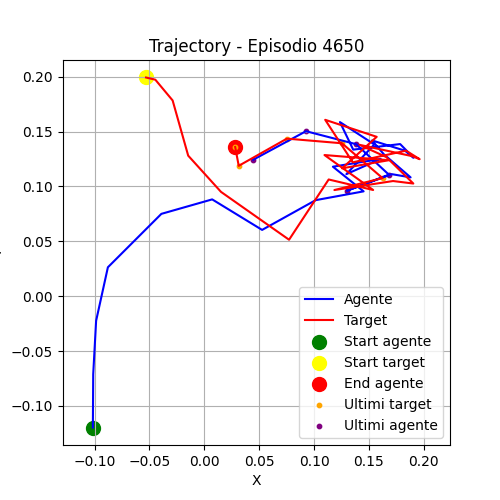 Trajectory - Episodio 4650
0.20
0.15
0.10
0.05
0.00
−0.05
−0.10
−0.10 −0.05 0.00 0.05 0.10 0.15 0.20
X
Agente
Target
Start agente
Start target
End agente
Ultimi target
Ultimi agente